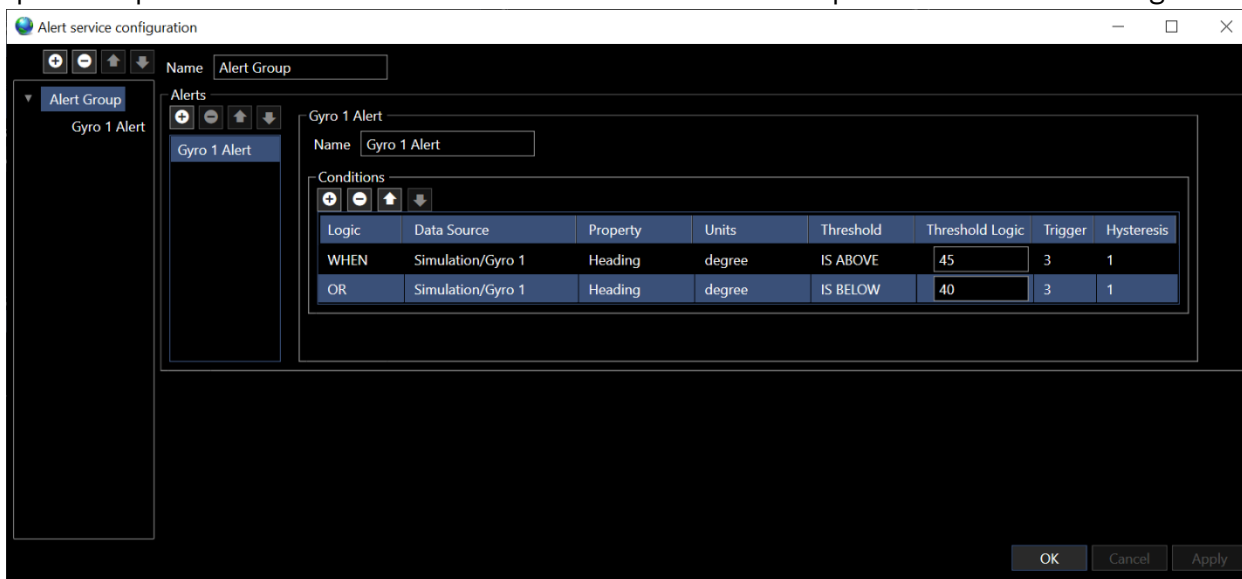 Alert service configuration
Name Alert Group
Alert Group
Gyro 1 Alert
Alerts
Gyro 1 Alert
Gyro 1 Alert
Name Gyro 1 Alert
Conditions
Logic Data Source Property Units Threshold Threshold Logic Trigger Hysteresis
WHEN Simulation/Gyro 1 Heading degree IS ABOVE 45 3 1
OR Simulation/Gyro 1 Heading degree IS BELOW 40 3 1
OK Cancel Apply